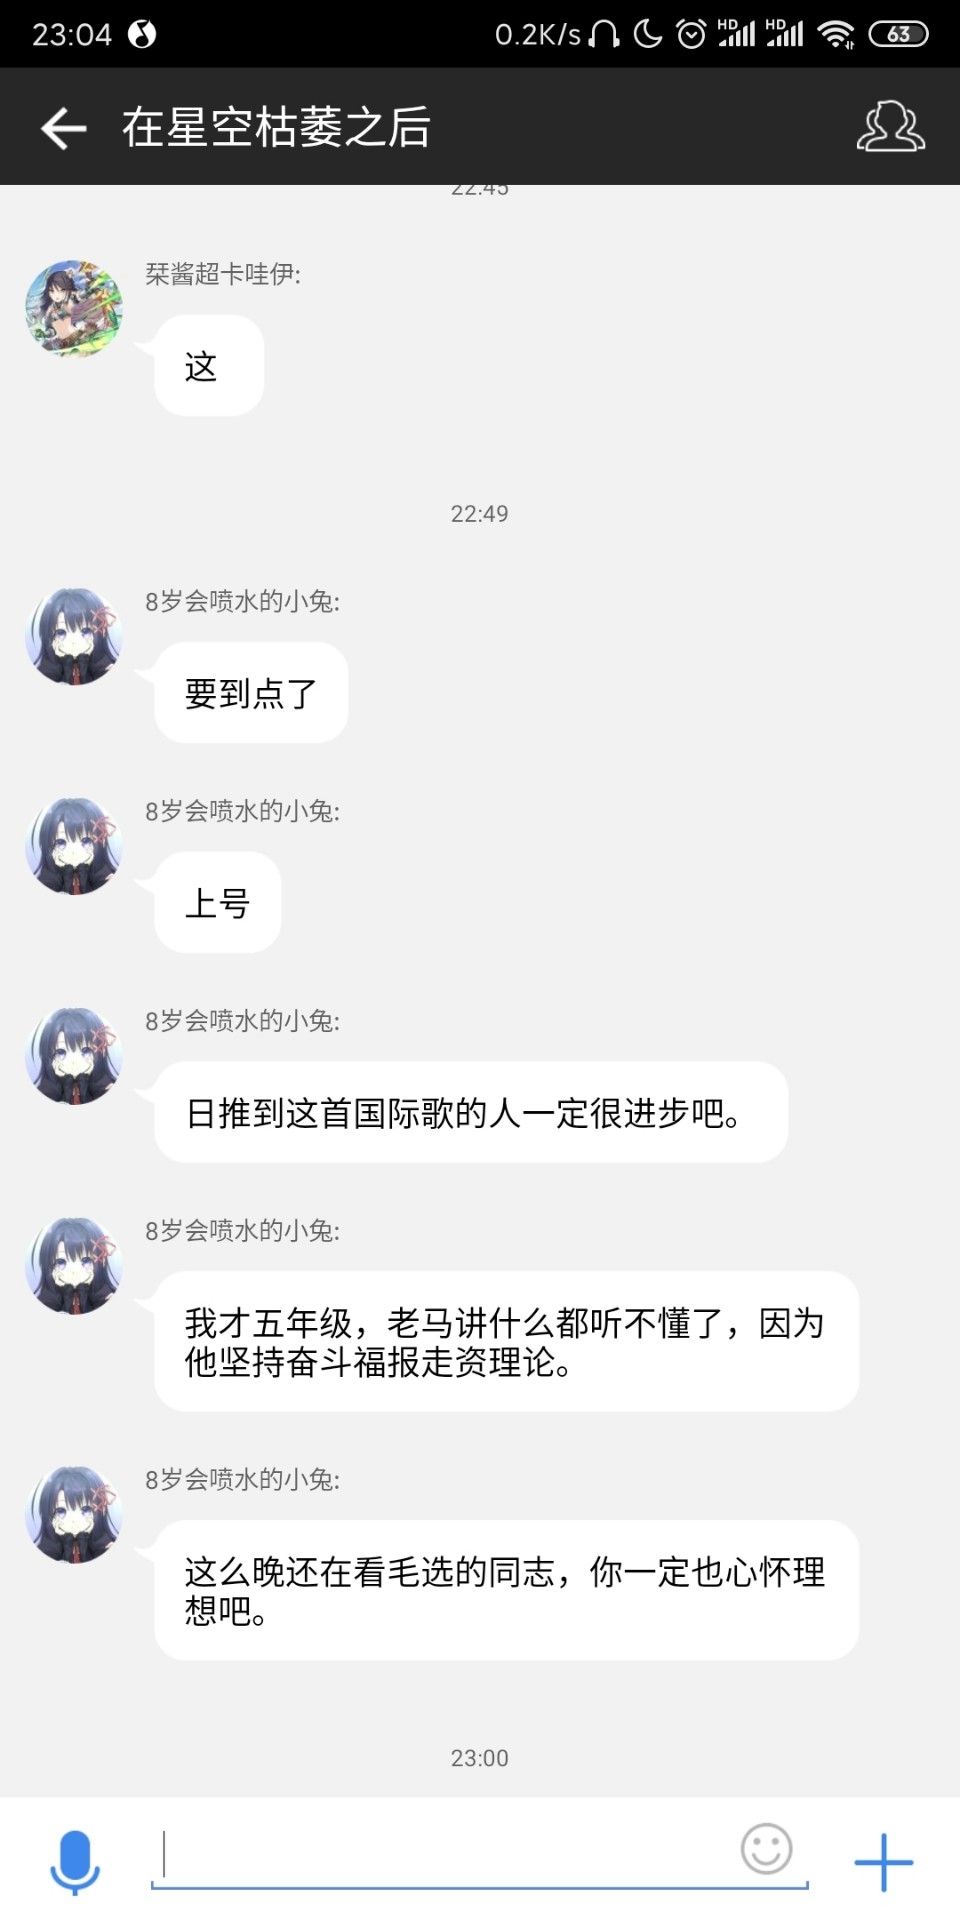 23:04
0.2K/s
HD
HD
63
在星空枯萎之后
22:45
栞酱超卡哇伊:
这
22:49
8岁会喷水的小兔:
要到点了
8岁会喷水的小兔:
上号
8岁会喷水的小兔:
日推到这首国际歌的人一定很进步吧。
8岁会喷水的小兔:
我才五年级，老马讲什么都听不懂了，因为
他坚持奋斗福报走资理论。
8岁会喷水的小兔:
这么晚还在看毛选的同志，你一定也心怀理
想吧。
23:00